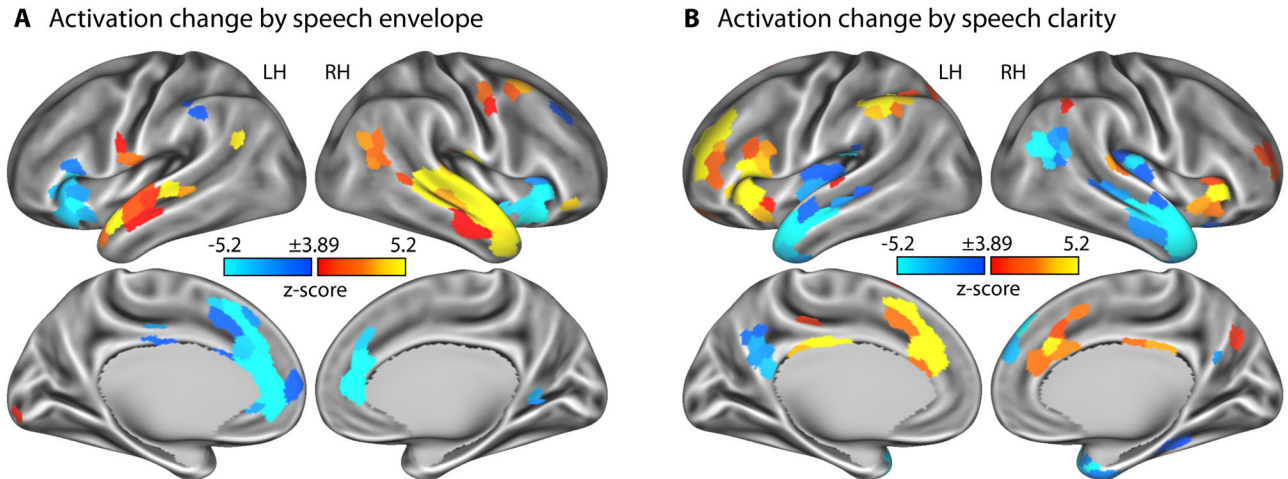 A Activation change by speech envelope
LH RH
-5.2 ±3.89 5.2
z-score
B Activation change by speech clarity
LH RH
-5.2 ±3.89 5.2
z-score